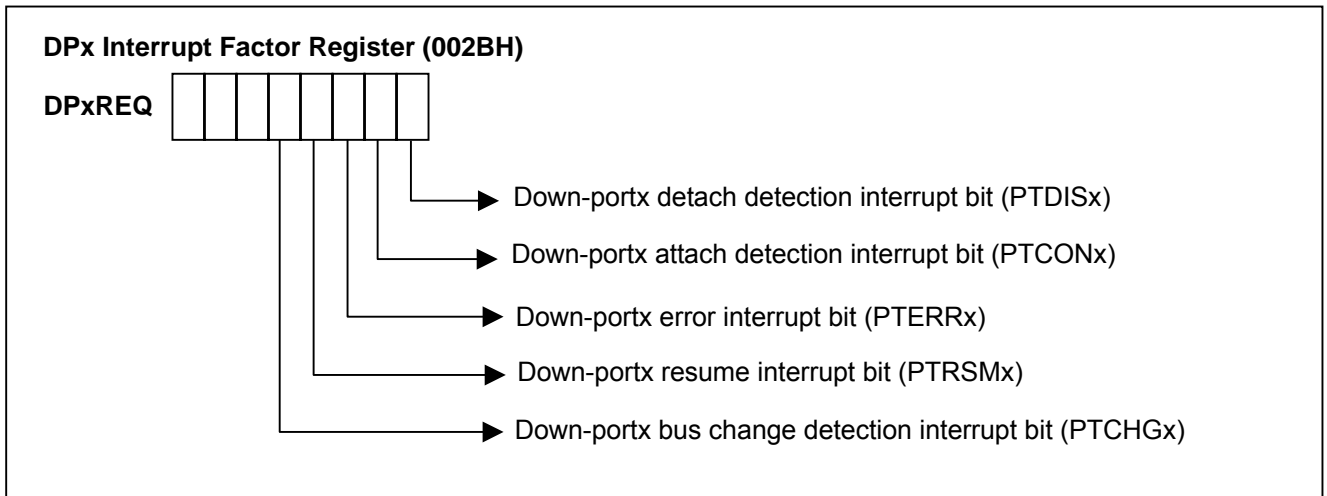 DPx Interrupt Factor Register (002BH)
DPxREQ
Down-portx detach detection interrupt bit (PTDISx)
Down-portx attach detection interrupt bit (PTCONx)
Down-portx error interrupt bit (PTERRx)
Down-portx resume interrupt bit (PTRSMx)
Down-portx bus change detection interrupt bit (PTCHGx)